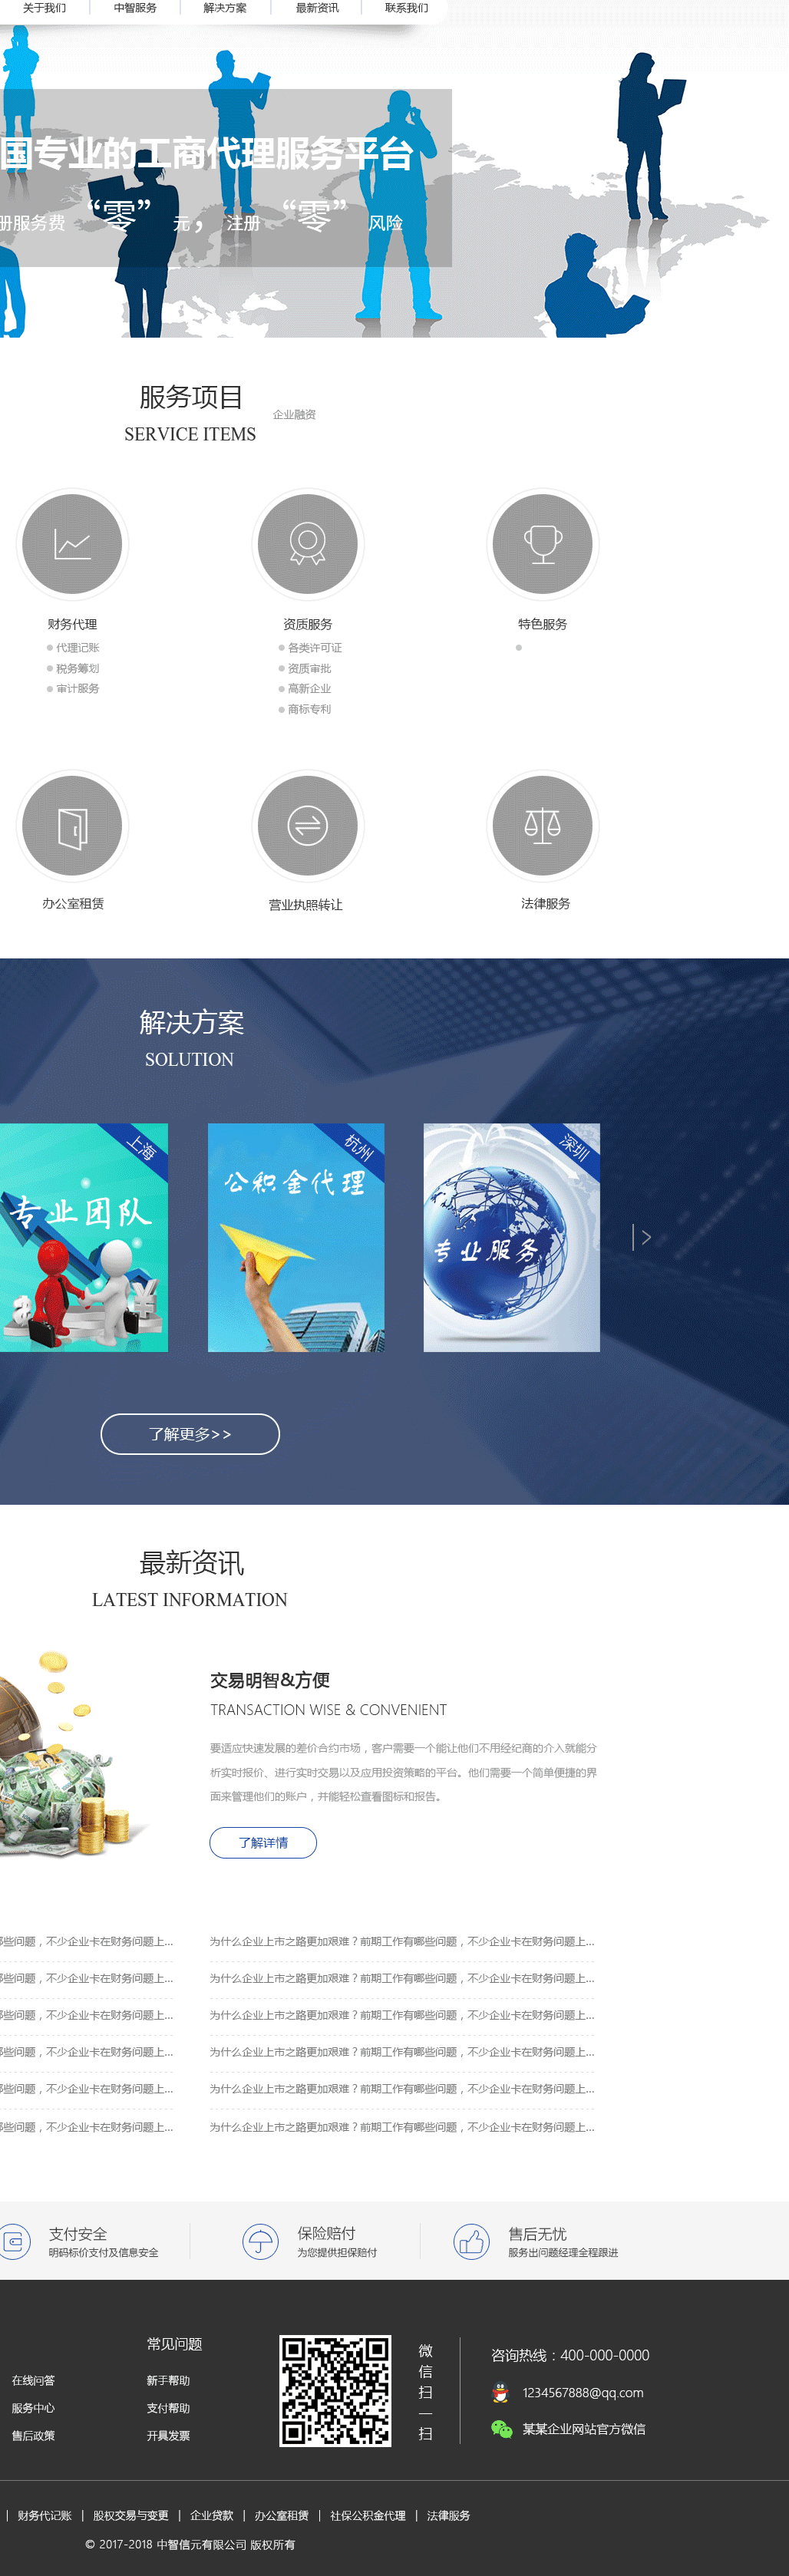 关于我们 中智服务 解决方案 最新资讯 联系我们
国专业的工商代理服务平台
册服务费 “零” 元， 注册 “零” 风险
服务项目
企业融资
SERVICE ITEMS
财务代理 资质服务 特色服务
代理记账 各类许可证
税务筹划 资质审批
审计服务 高新企业
商标专利
办公室租赁 营业执照转让 法律服务
解决方案
SOLUTION
上海 杭州 深圳
专业团队 公积金代理 专业服务
了解更多>>
最新资讯
LATEST INFORMATION
交易明智&方便
TRANSACTION WISE & CONVENIENT
要适应快速发展的差价合约市场，客户需要一个能让他们不用经纪商的介入就能分
析实时报价、进行实时交易以及应用投资策略的平台。他们需要一个简单便捷的界
面来管理他们的账户，并能轻松查看图标和报告。
了解详情
哪些问题，不少企业卡在财务问题上... 为什么企业上市之路更加艰难？前期工作有哪些问题，不少企业卡在财务问题上...
哪些问题，不少企业卡在财务问题上... 为什么企业上市之路更加艰难？前期工作有哪些问题，不少企业卡在财务问题上...
哪些问题，不少企业卡在财务问题上... 为什么企业上市之路更加艰难？前期工作有哪些问题，不少企业卡在财务问题上...
哪些问题，不少企业卡在财务问题上... 为什么企业上市之路更加艰难？前期工作有哪些问题，不少企业卡在财务问题上...
哪些问题，不少企业卡在财务问题上... 为什么企业上市之路更加艰难？前期工作有哪些问题，不少企业卡在财务问题上...
哪些问题，不少企业卡在财务问题上... 为什么企业上市之路更加艰难？前期工作有哪些问题，不少企业卡在财务问题上...
支付安全 保险赔付 售后无忧
明码标价支付及信息安全 为您提供担保赔付 服务出问题经理全程跟进
常见问题
在线问答 新手帮助
服务中心 支付帮助
售后政策 开具发票
微信扫一扫
咨询热线：400-000-0000
1234567888@qq.com
某某企业网站官方微信
| 财务代记账 | 股权交易与变更 | 企业贷款 | 办公室租赁 | 社保公积金代理 | 法律服务
© 2017-2018 中智信元有限公司 版权所有